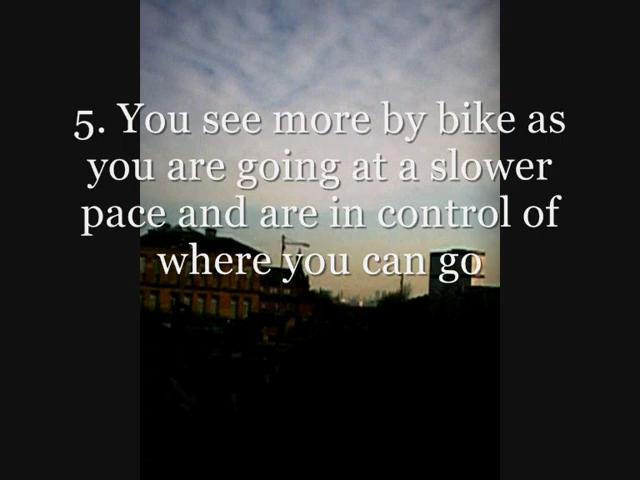 5. You see more by bike as
you are going at a slower
pace and are in control of
where you can go